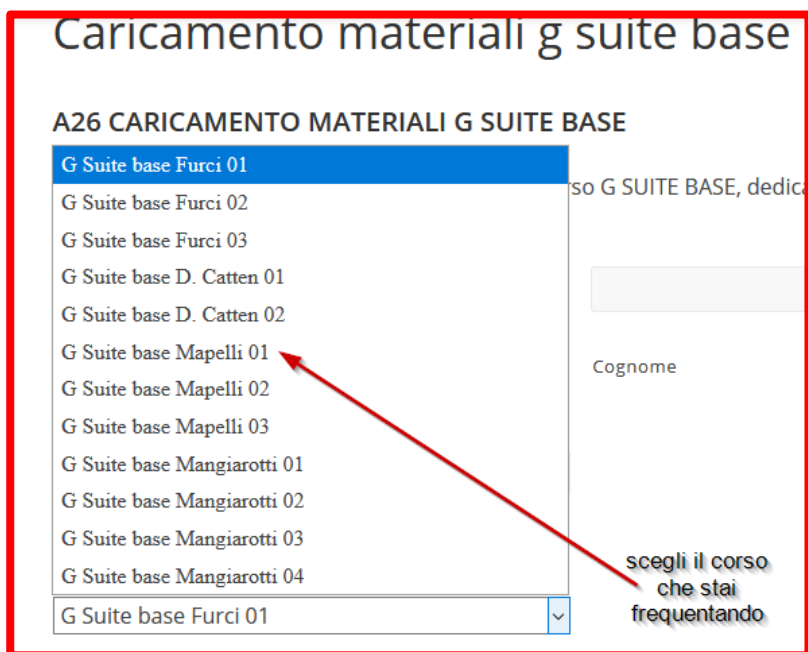 Caricamento materiali g suite base
A26 CARICAMENTO MATERIALI G SUITE BASE
G Suite base Furci 01
so G SUITE BASE, dedica
G Suite base Furci 02
G Suite base Furci 03
G Suite base D. Catten 01
G Suite base D. Catten 02
G Suite base Mapelli 01
Cognome
G Suite base Mapelli 02
G Suite base Mapelli 03
G Suite base Mangiarotti 01
G Suite base Mangiarotti 02
G Suite base Mangiarotti 03
G Suite base Mangiarotti 04
scegli il corso
che stai
frequentando
G Suite base Furci 01